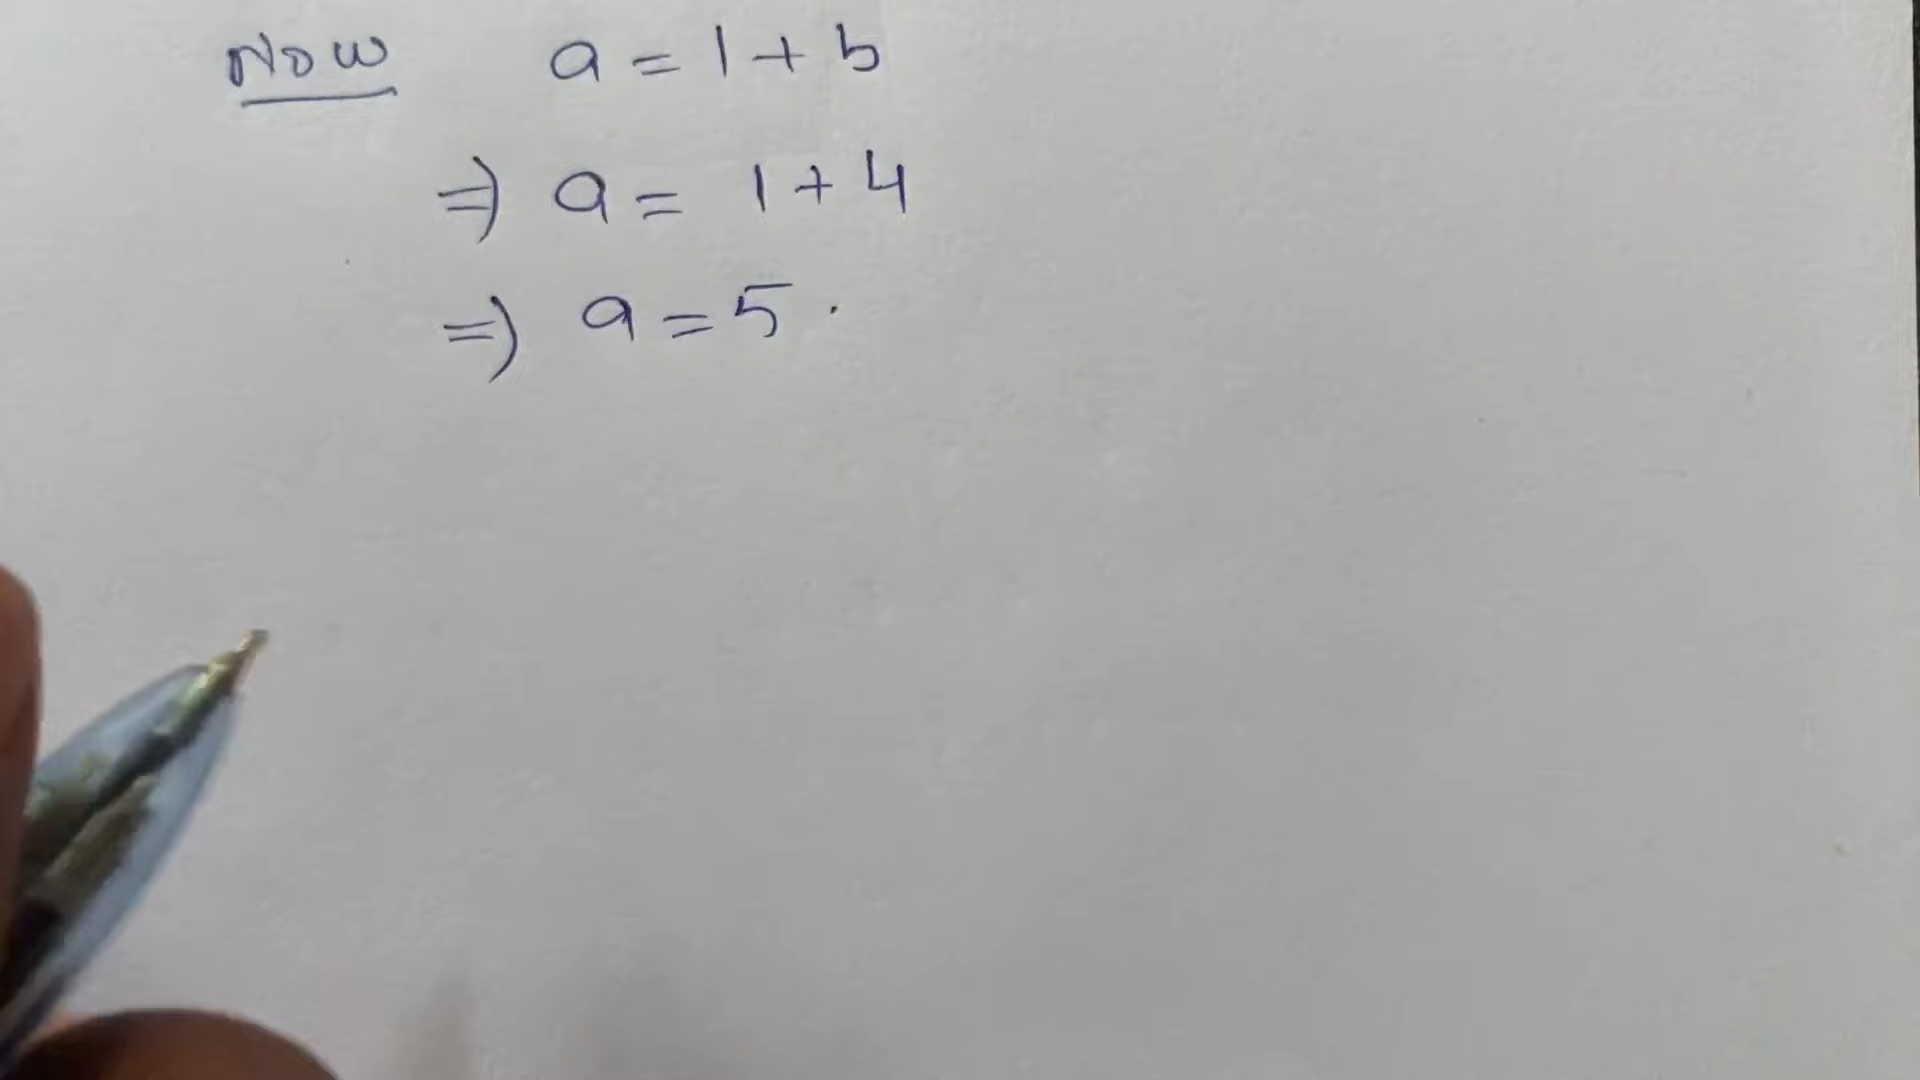 Now a = 1 + b
=) a = 1 + 4
=) a = 5 .